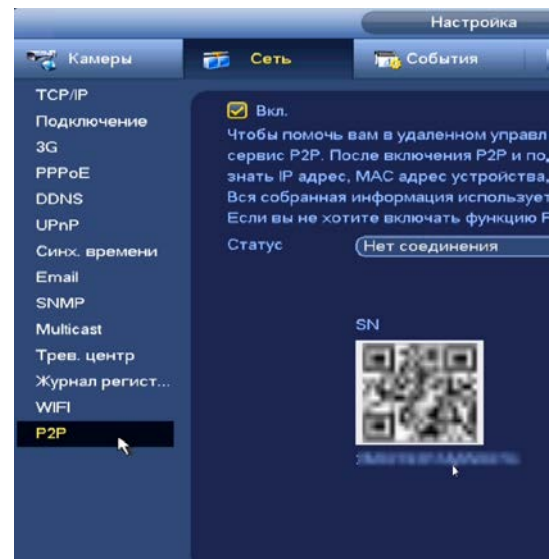 Настройка
Камеры
Сеть
События
TCP/IP
Подключение
3G
PPPoE
DDNS
UPnP
Синх. времени
Email
SNMP
Multicast
Трев. центр
Журнал регист...
WIFI
P2P
Вкл.
Чтобы помочь вам в удаленном управл
сервис P2P. После включения P2P и по
знать IP адрес, MAC адрес устройства,
Вся собранная информация использует
Если вы не хотите включать функцию
Статус
Нет соединения
SN